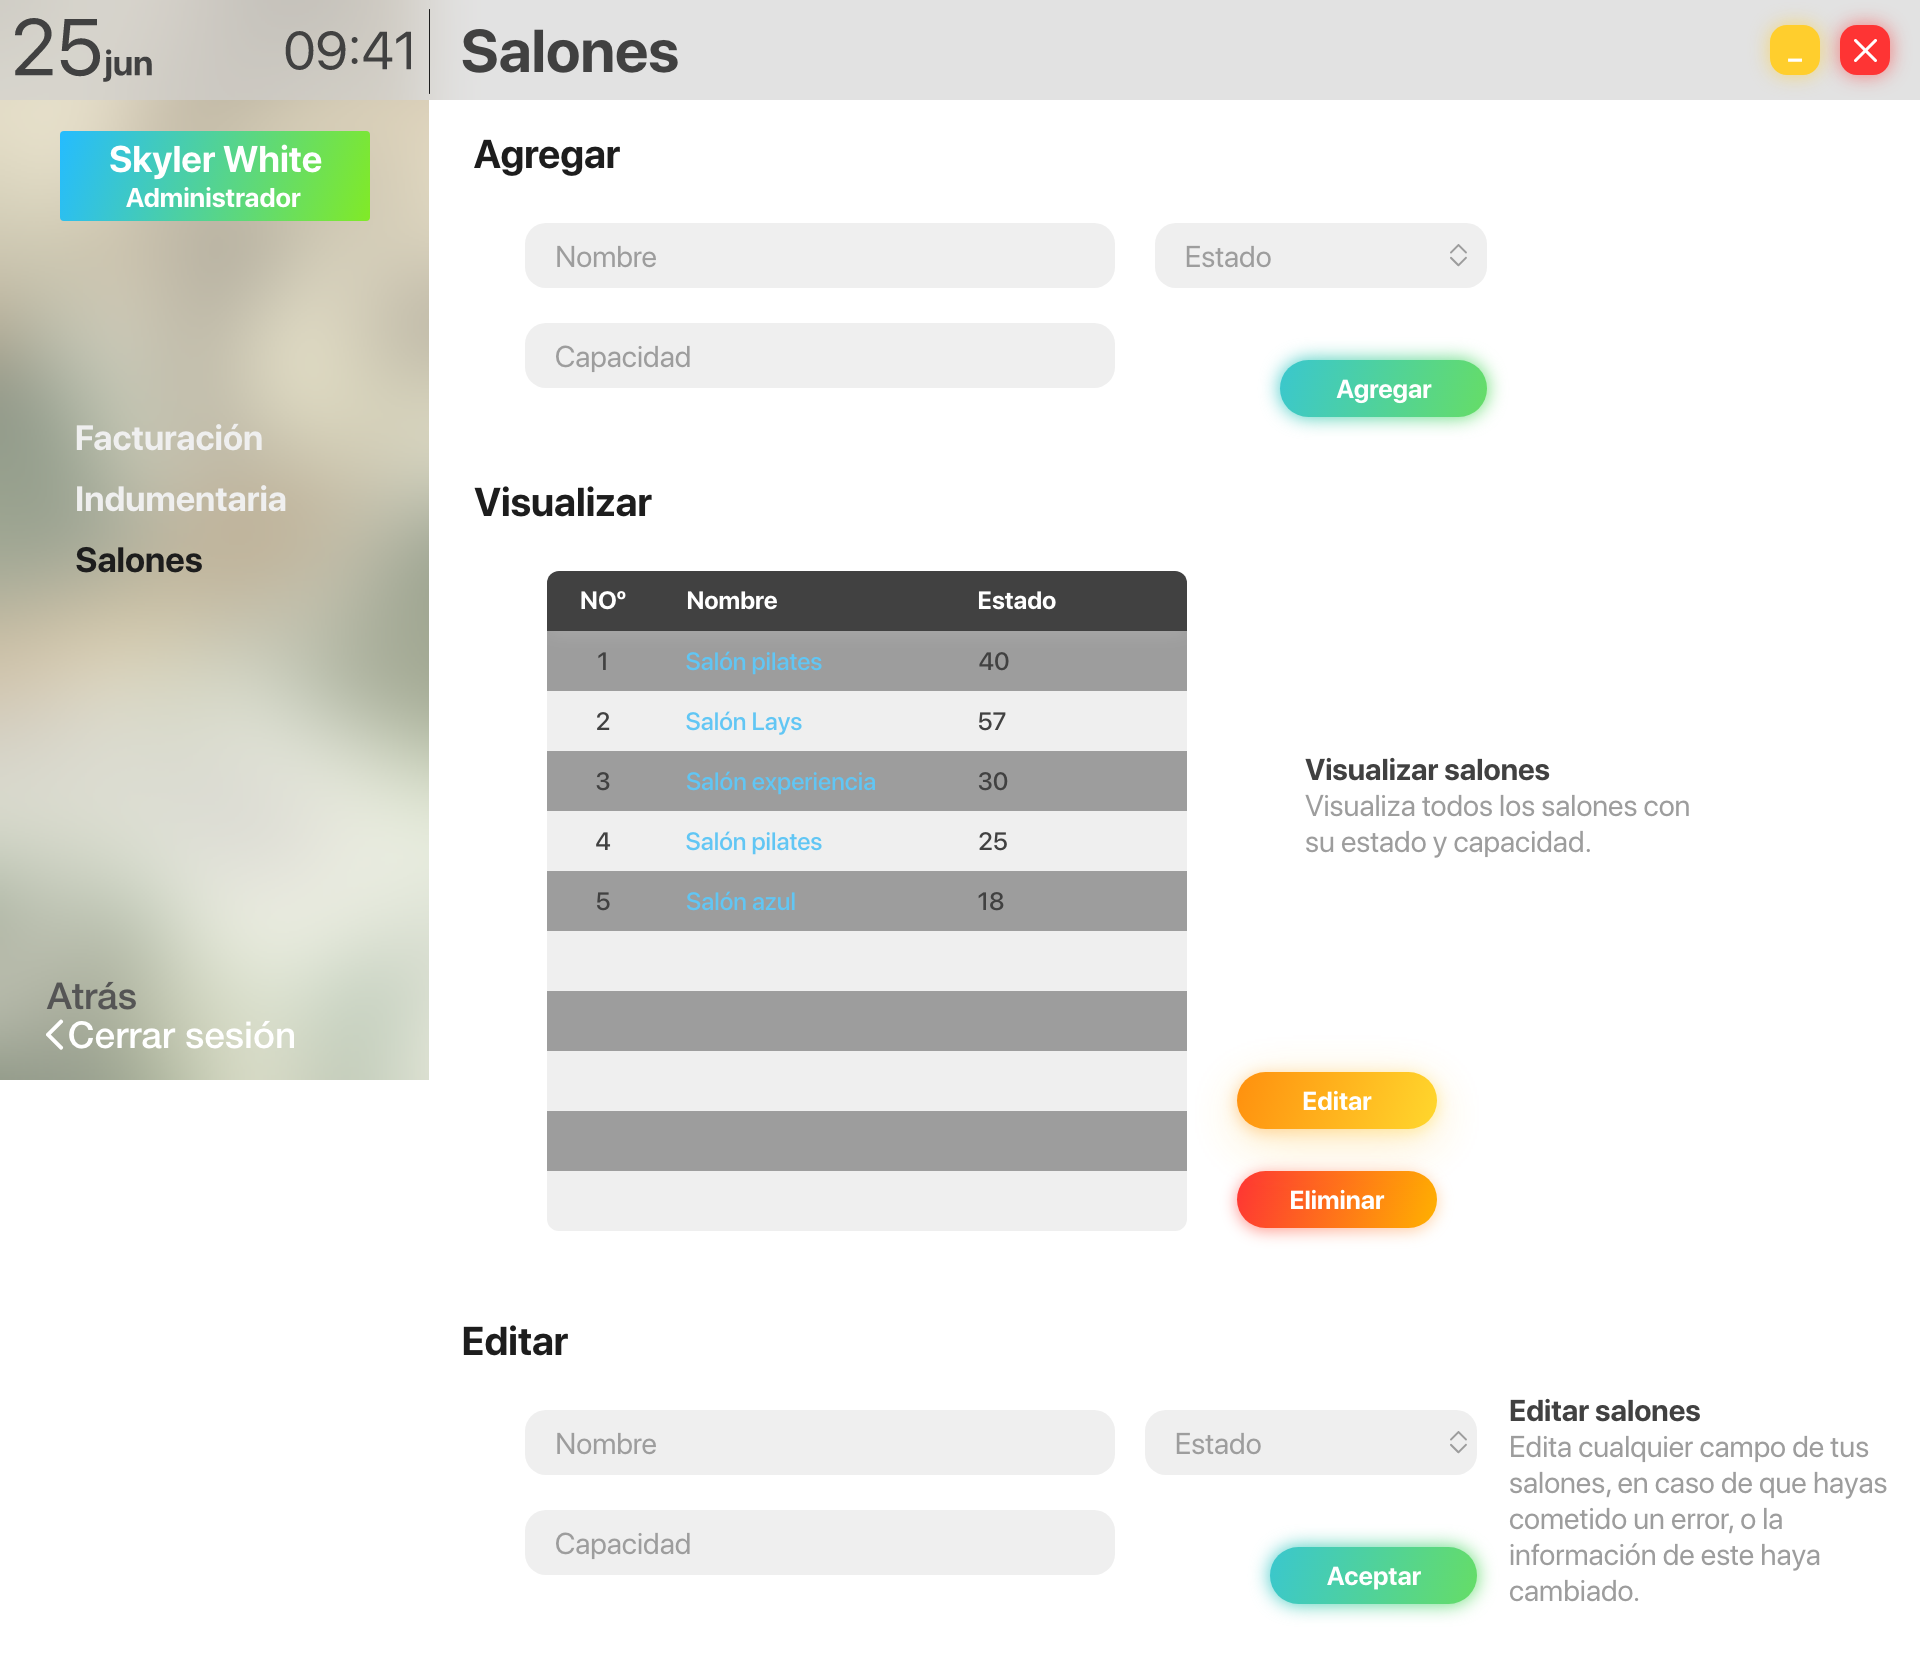 25 jun
09:41
Salones
Skyler White
Administrador
Facturación
Indumentaria
Salones
Atrás
Cerrar sesión
Agregar
Nombre
Estado
Capacidad
Agregar
Visualizar
NOº Nombre Estado
1 Salón pilates 40
2 Salón Lays 57
3 Salón experiencia 30
4 Salón pilates 25
5 Salón azul 18
Visualizar salones
Visualiza todos los salones con
su estado y capacidad.
Editar
Eliminar
Editar
Nombre
Estado
Capacidad
Aceptar
Editar salones
Edita cualquier campo de tus
salones, en caso de que hayas
cometido un error, o la
información de este haya
cambiado.